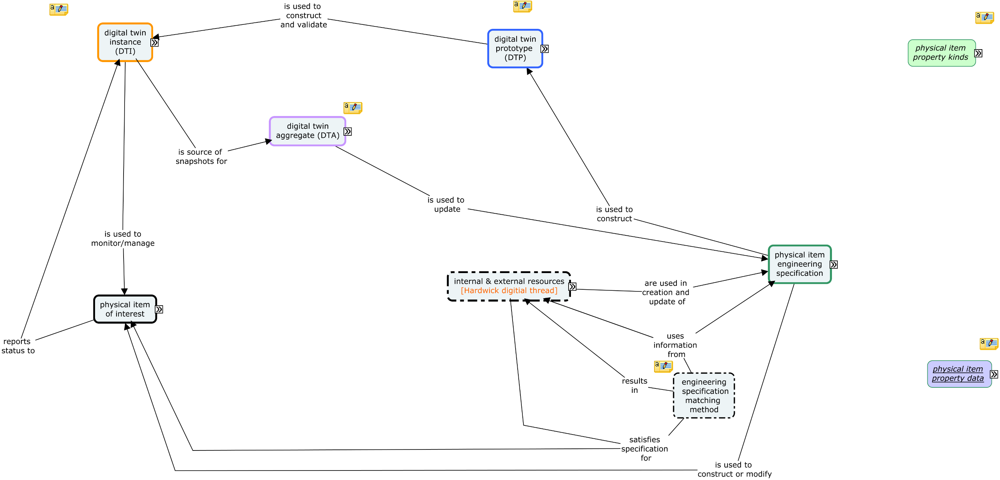 is used to
construct
and validate
digital twin
instance
(DTI)
digital twin
prototype
(DTP)
physical item
property kinds
digital twin
aggregate (DTA)
is source of
snapshots for
is used to
update
is used to
construct
is used to
monitor/manage
physical item
engineering
specification
internal & external resources
[Hardwick digitial thread]
are used in
creation and
update of
physical item
of interest
reports
status to
uses
information
from
physical item
property data
results
in
engineering
specification
matching
method
satisfies
specification
for
is used to
construct or modify